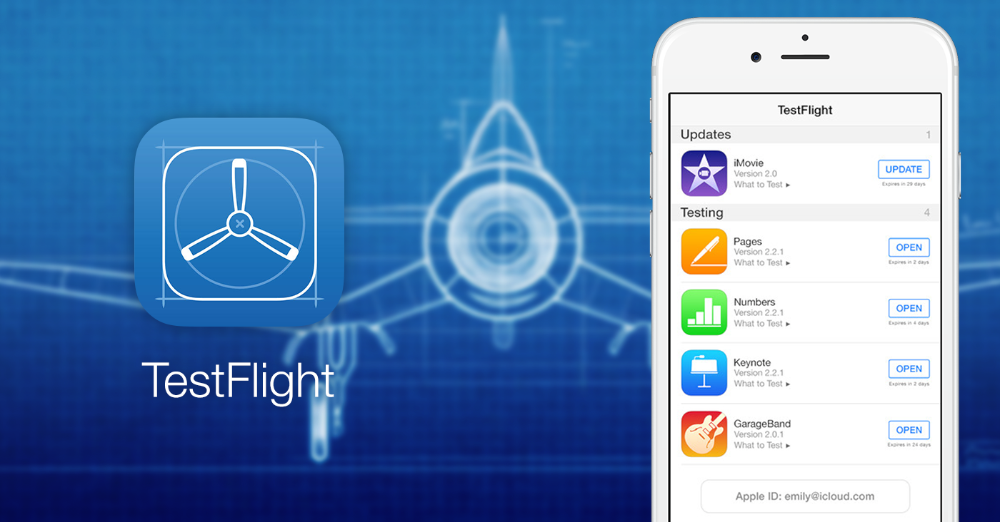 TestFlight
TestFlight
Updates 1
iMovie
Version 2.0
What to Test ▸
UPDATE
Expires in 29 days
Testing 4
Pages
Version 2.2.1
What to Test ▸
OPEN
Expires in 2 days
Numbers
Version 2.2.1
What to Test ▸
OPEN
Expires in 4 days
Keynote
Version 2.2.1
What to Test ▸
OPEN
Expires in 2 days
GarageBand
Version 2.0.1
What to Test ▸
OPEN
Expires in 24 days
Apple ID: emily@icloud.com